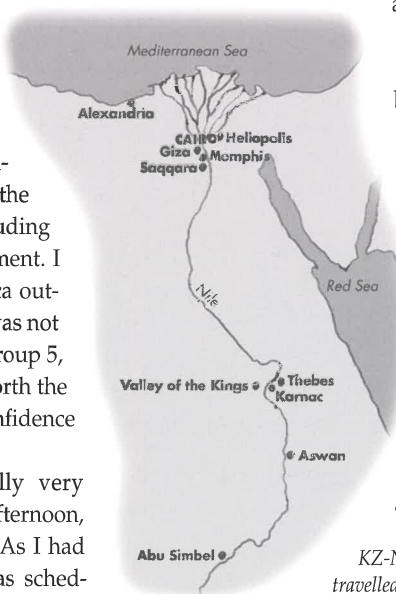 Mediterranean Sea
Alexandria
CAIRO
Heliopolis
Giza
Memphis
Saqqara
Nile
Red Sea
Valley of the Kings
Thebes
Karnac
Aswan
Abu Simbel
the
uding
ment. I
ca out-
was not
roup 5,
orth the
nfidence
lly very
fternoon,
As I had
as sched-
KZ-N
travelled